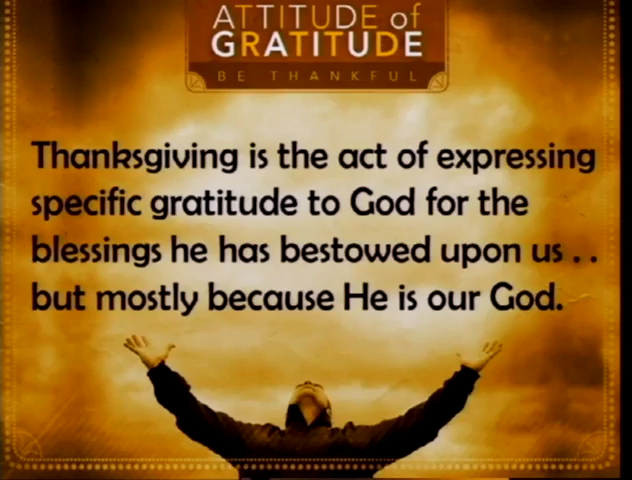 ATTITUDE of
GRATITUDE
BE THANKFUL
Thanksgiving is the act of expressing
specific gratitude to God for the
blessings he has bestowed upon us . .
but mostly because He is our God.